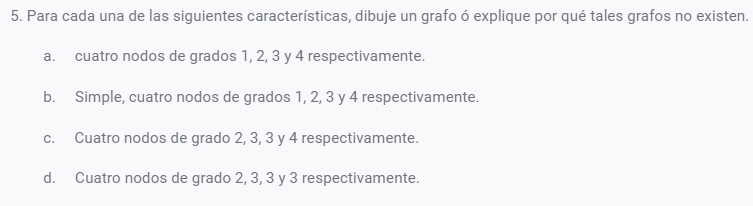 5. Para cada una de las siguientes características, dibuje un grafo ó explique por qué tales grafos no existen.
a. cuatro nodos de grados 1, 2, 3 y 4 respectivamente.
b. Simple, cuatro nodos de grados 1, 2, 3 y 4 respectivamente.
c. Cuatro nodos de grado 2, 3, 3 y 4 respectivamente.
d. Cuatro nodos de grado 2, 3, 3 y 3 respectivamente.